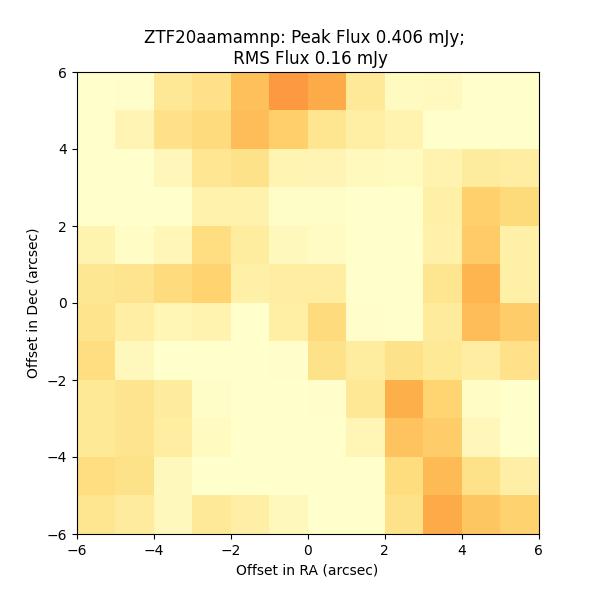 ZTF20aamamnp: Peak Flux 0.406 mJy;
RMS Flux 0.16 mJy
6
4
2
0
−2
−4
−6
Offset in Dec (arcsec)
−6 −4 −2 0 2 4 6
Offset in RA (arcsec)